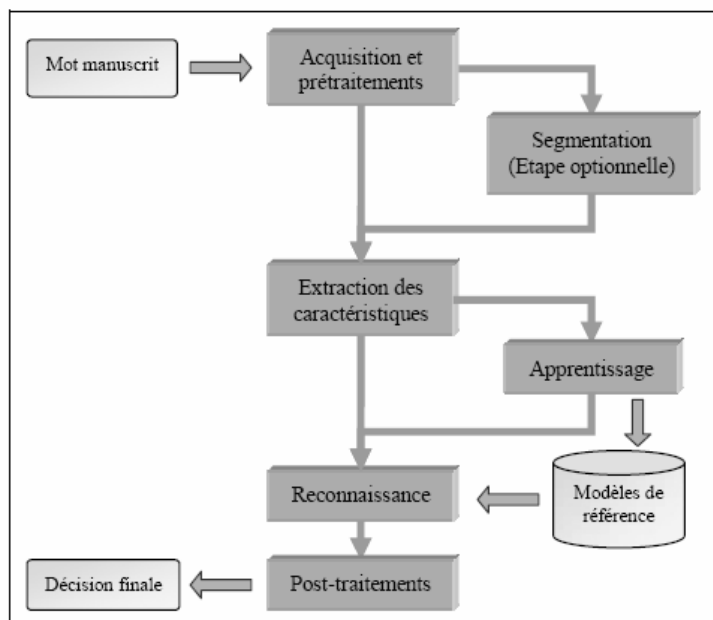 Mot manuscrit
Acquisition et
prétraitements
Segmentation
(Etape optionnelle)
Extraction des
caractéristiques
Apprentissage
Reconnaissance
Modèles de
référence
Décision finale
Post-traitements